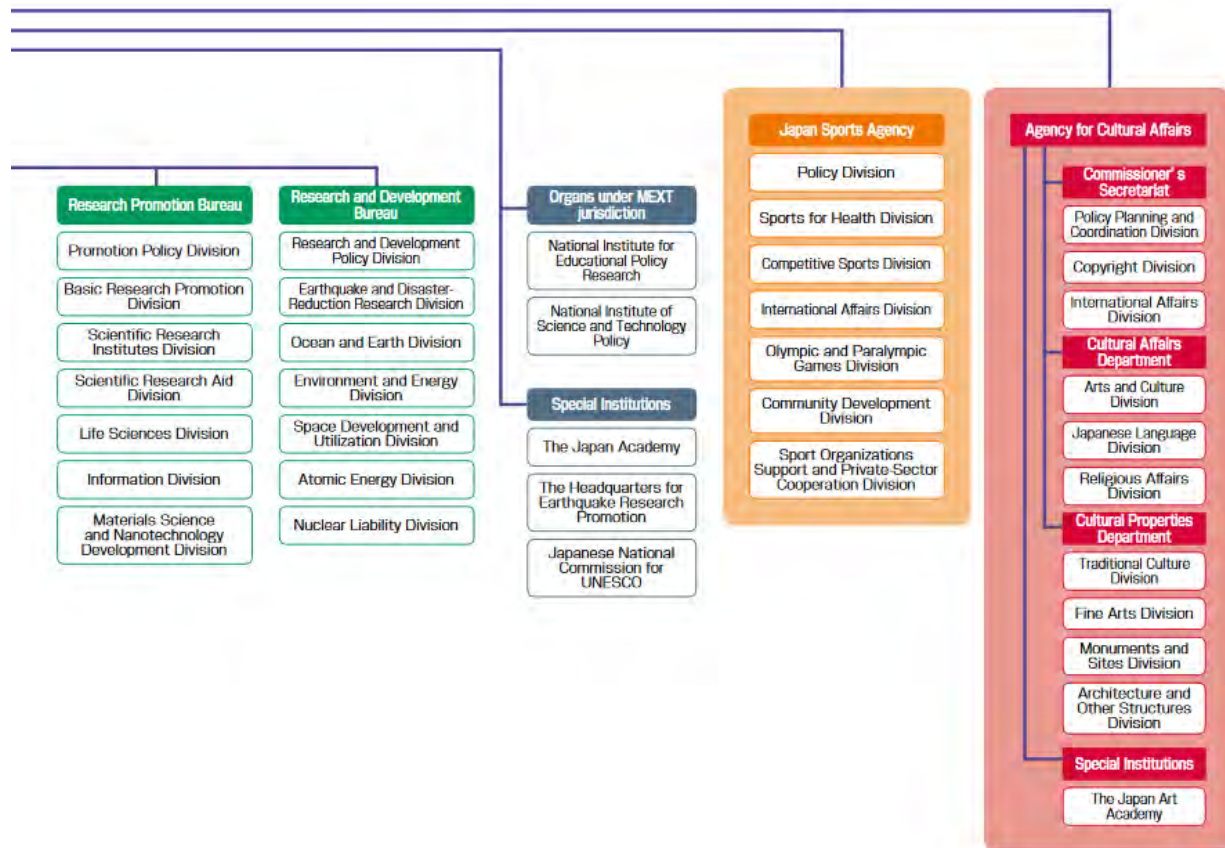 Research Promotion Bureau
Promotion Policy Division
Basic Research Promotion
Division
Scientific Research
Institutes Division
Scientific Research Aid
Division
Life Sciences Division
Information Division
Materials Science
and Nanotechnology
Development Division
Research and Development
Bureau
Research and Development
Policy Division
Earthquake and Disaster-
Reduction Research Division
Ocean and Earth Division
Environment and Energy
Division
Space Development and
Utilization Division
Atomic Energy Division
Nuclear Liability Division
Organs under MEXT
jurisdiction
National Institute for
Educational Policy
Research
National Institute of
Science and Technology
Policy
Special Institutions
The Japan Academy
The Headquarters for
Earthquake Research
Promotion
Japanese National
Commission for
UNESCO
Japan Sports Agency
Policy Division
Sports for Health Division
Competitive Sports Division
International Affairs Division
Olympic and Paralympic
Games Division
Community Development
Division
Sport Organizations
Support and Private-Sector
Cooperation Division
Agency for Cultural Affairs
Commissioner's
Secretariat
Policy Planning and
Coordination Division
Copyright Division
International Affairs
Division
Cultural Affairs
Department
Arts and Culture
Division
Japanese Language
Division
Religious Affairs
Division
Cultural Properties
Department
Traditional Culture
Division
Fine Arts Division
Monuments and
Sites Division
Architecture and
Other Structures
Division
Special Institutions
The Japan Art
Academy